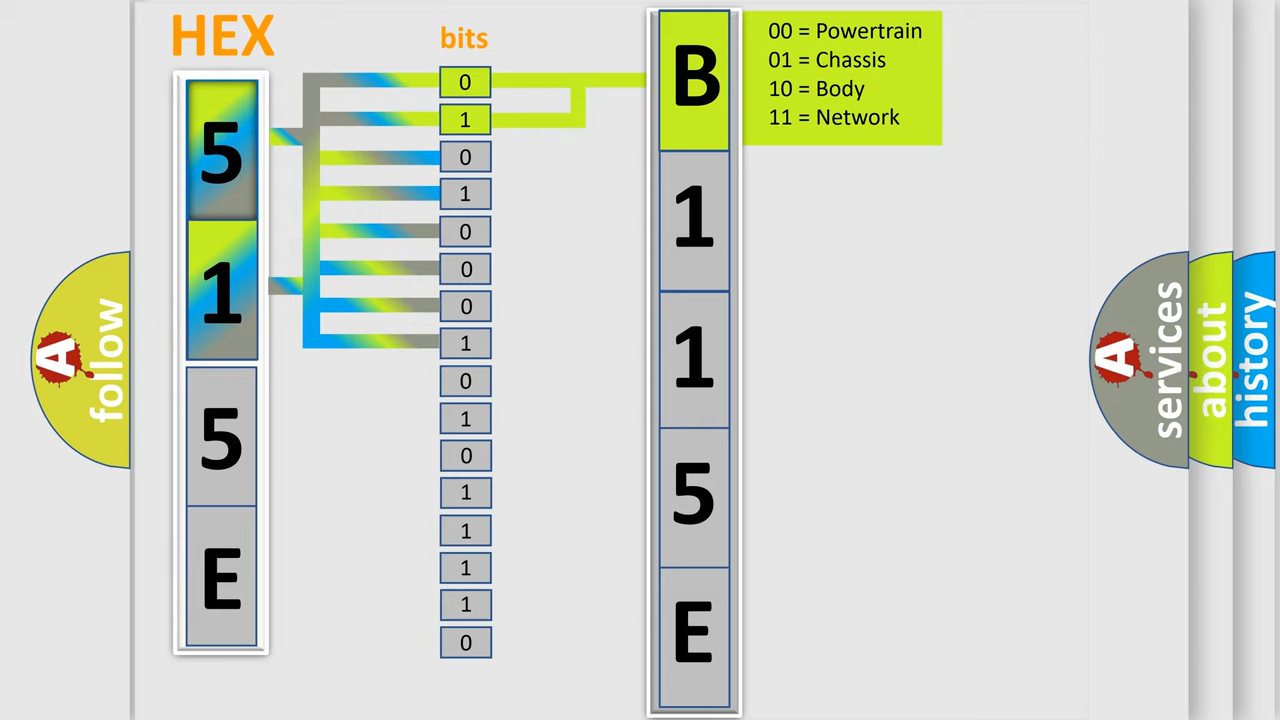 HEX
5
1
5
E
bits
0
1
0
1
0
0
0
1
0
1
0
1
1
1
1
0
B
1
1
5
E
00 = Powertrain
01 = Chassis
10 = Body
11 = Network
A follow
A services
about
history